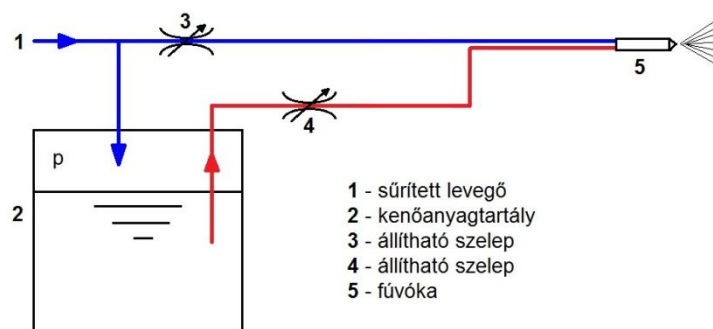 3
1
5
4
p
2
1 - sűrített levegő
2 - kenőanyagtartály
3 - állítható szelep
4 - állítható szelep
5 - fúvóka